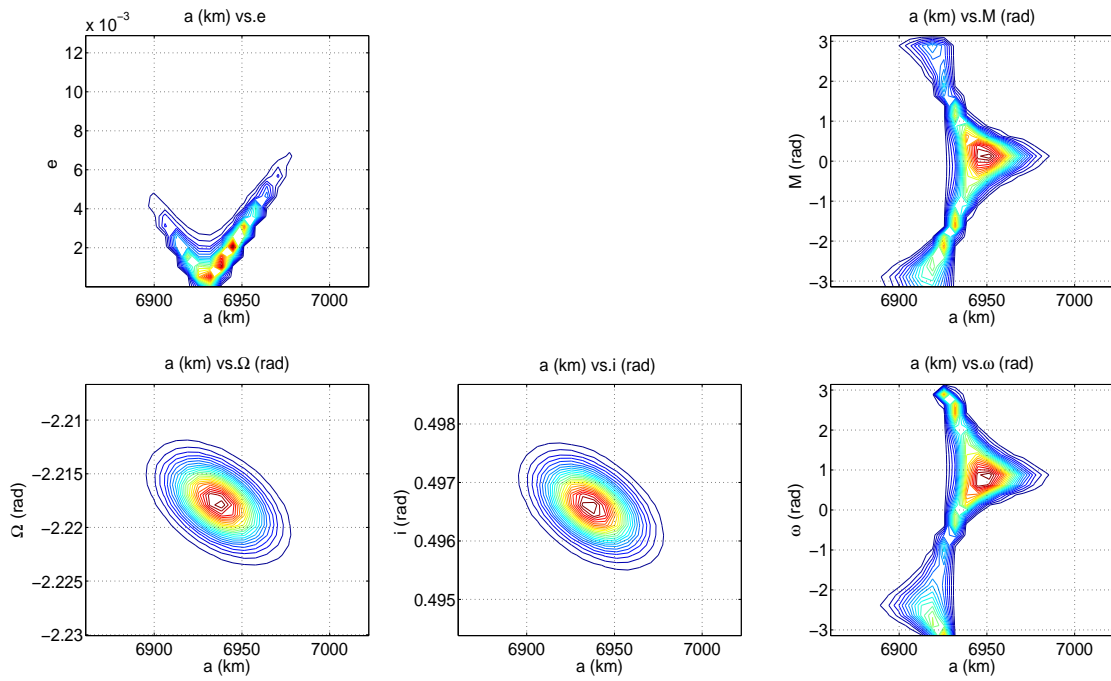 a (km) vs.e
x 10⁻³
12
10
8
6
4
2
e
6900 6950 7000
a (km)
a (km) vs.M (rad)
3
2
1
0
−1
−2
−3
M (rad)
6900 6950 7000
a (km)
a (km) vs.Ω (rad)
−2.21
−2.215
−2.220
−2.225
−2.23
Ω (rad)
6900 6950 7000
a (km)
a (km) vs.i (rad)
0.498
0.497
0.496
0.495
i (rad)
6900 6950 7000
a (km)
a (km) vs.ω (rad)
3
2
1
0
−1
−2
−3
ω (rad)
6900 6950 7000
a (km)